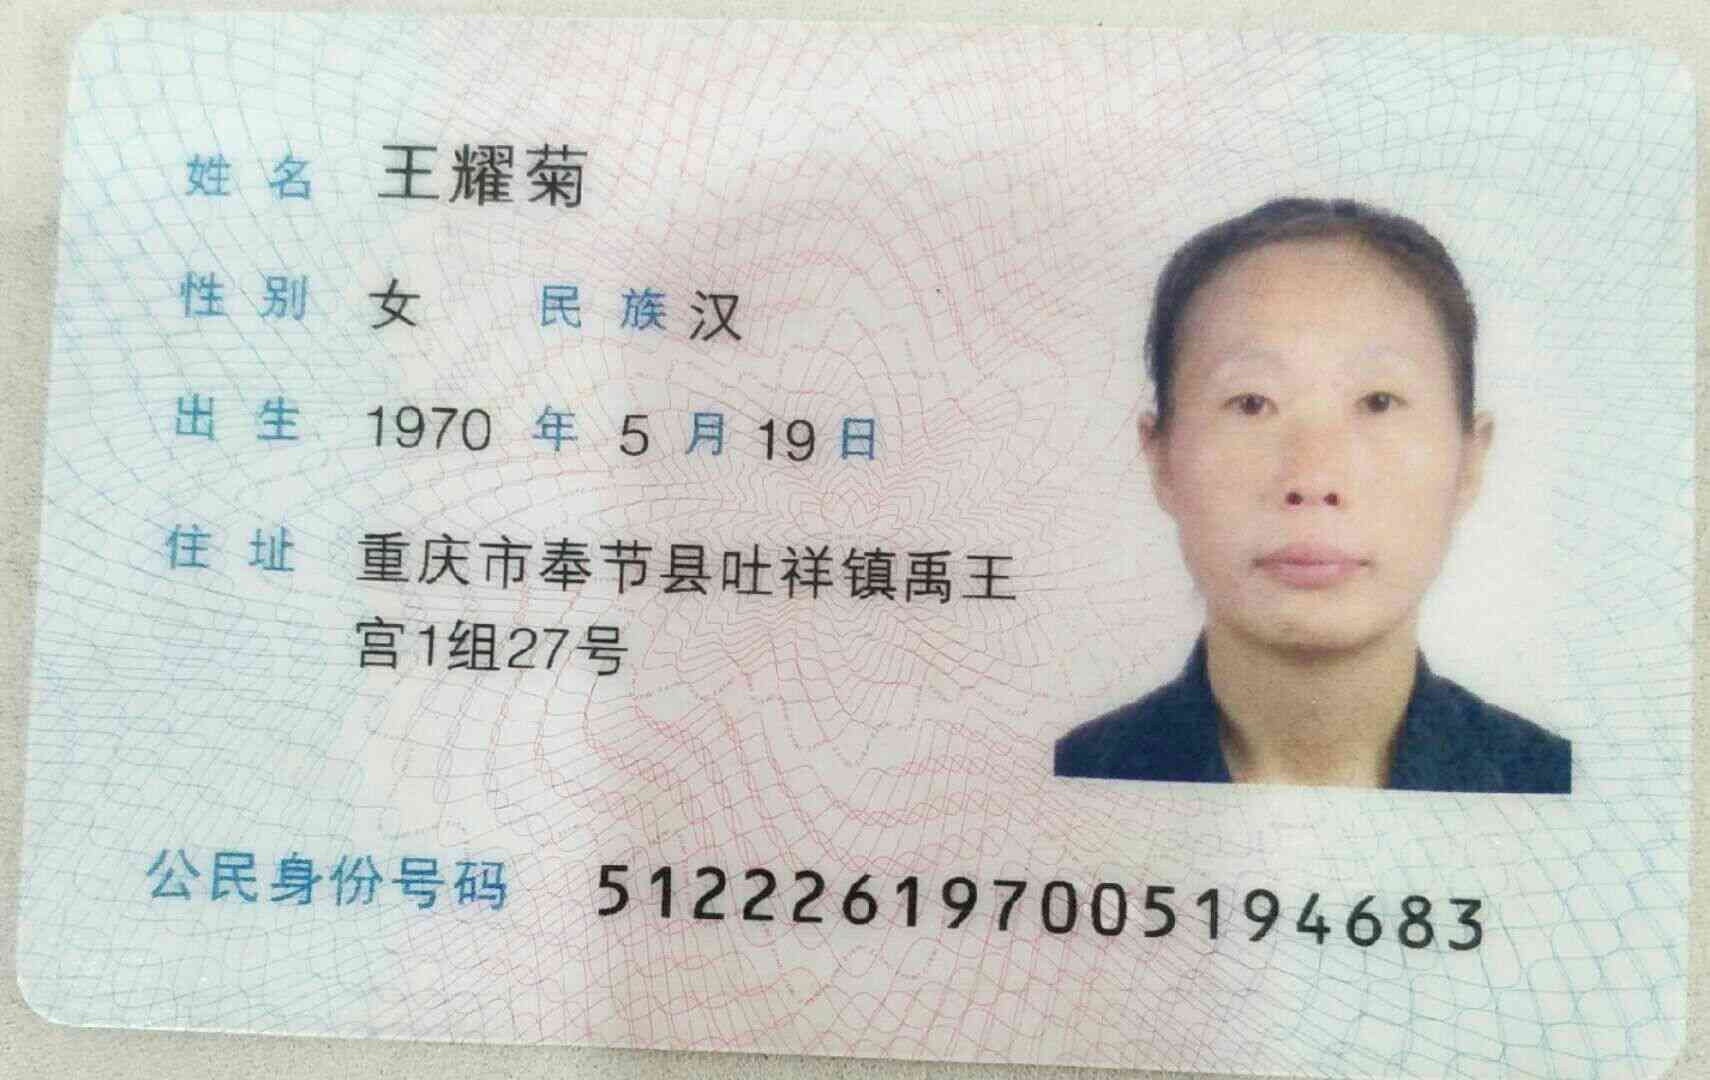 姓名 王耀菊
性别 女 民族 汉
出生 1970 年 5 月 19 日
住址 重庆市奉节县吐祥镇禹王
宫1组27号
公民身份号码 512226197005194683